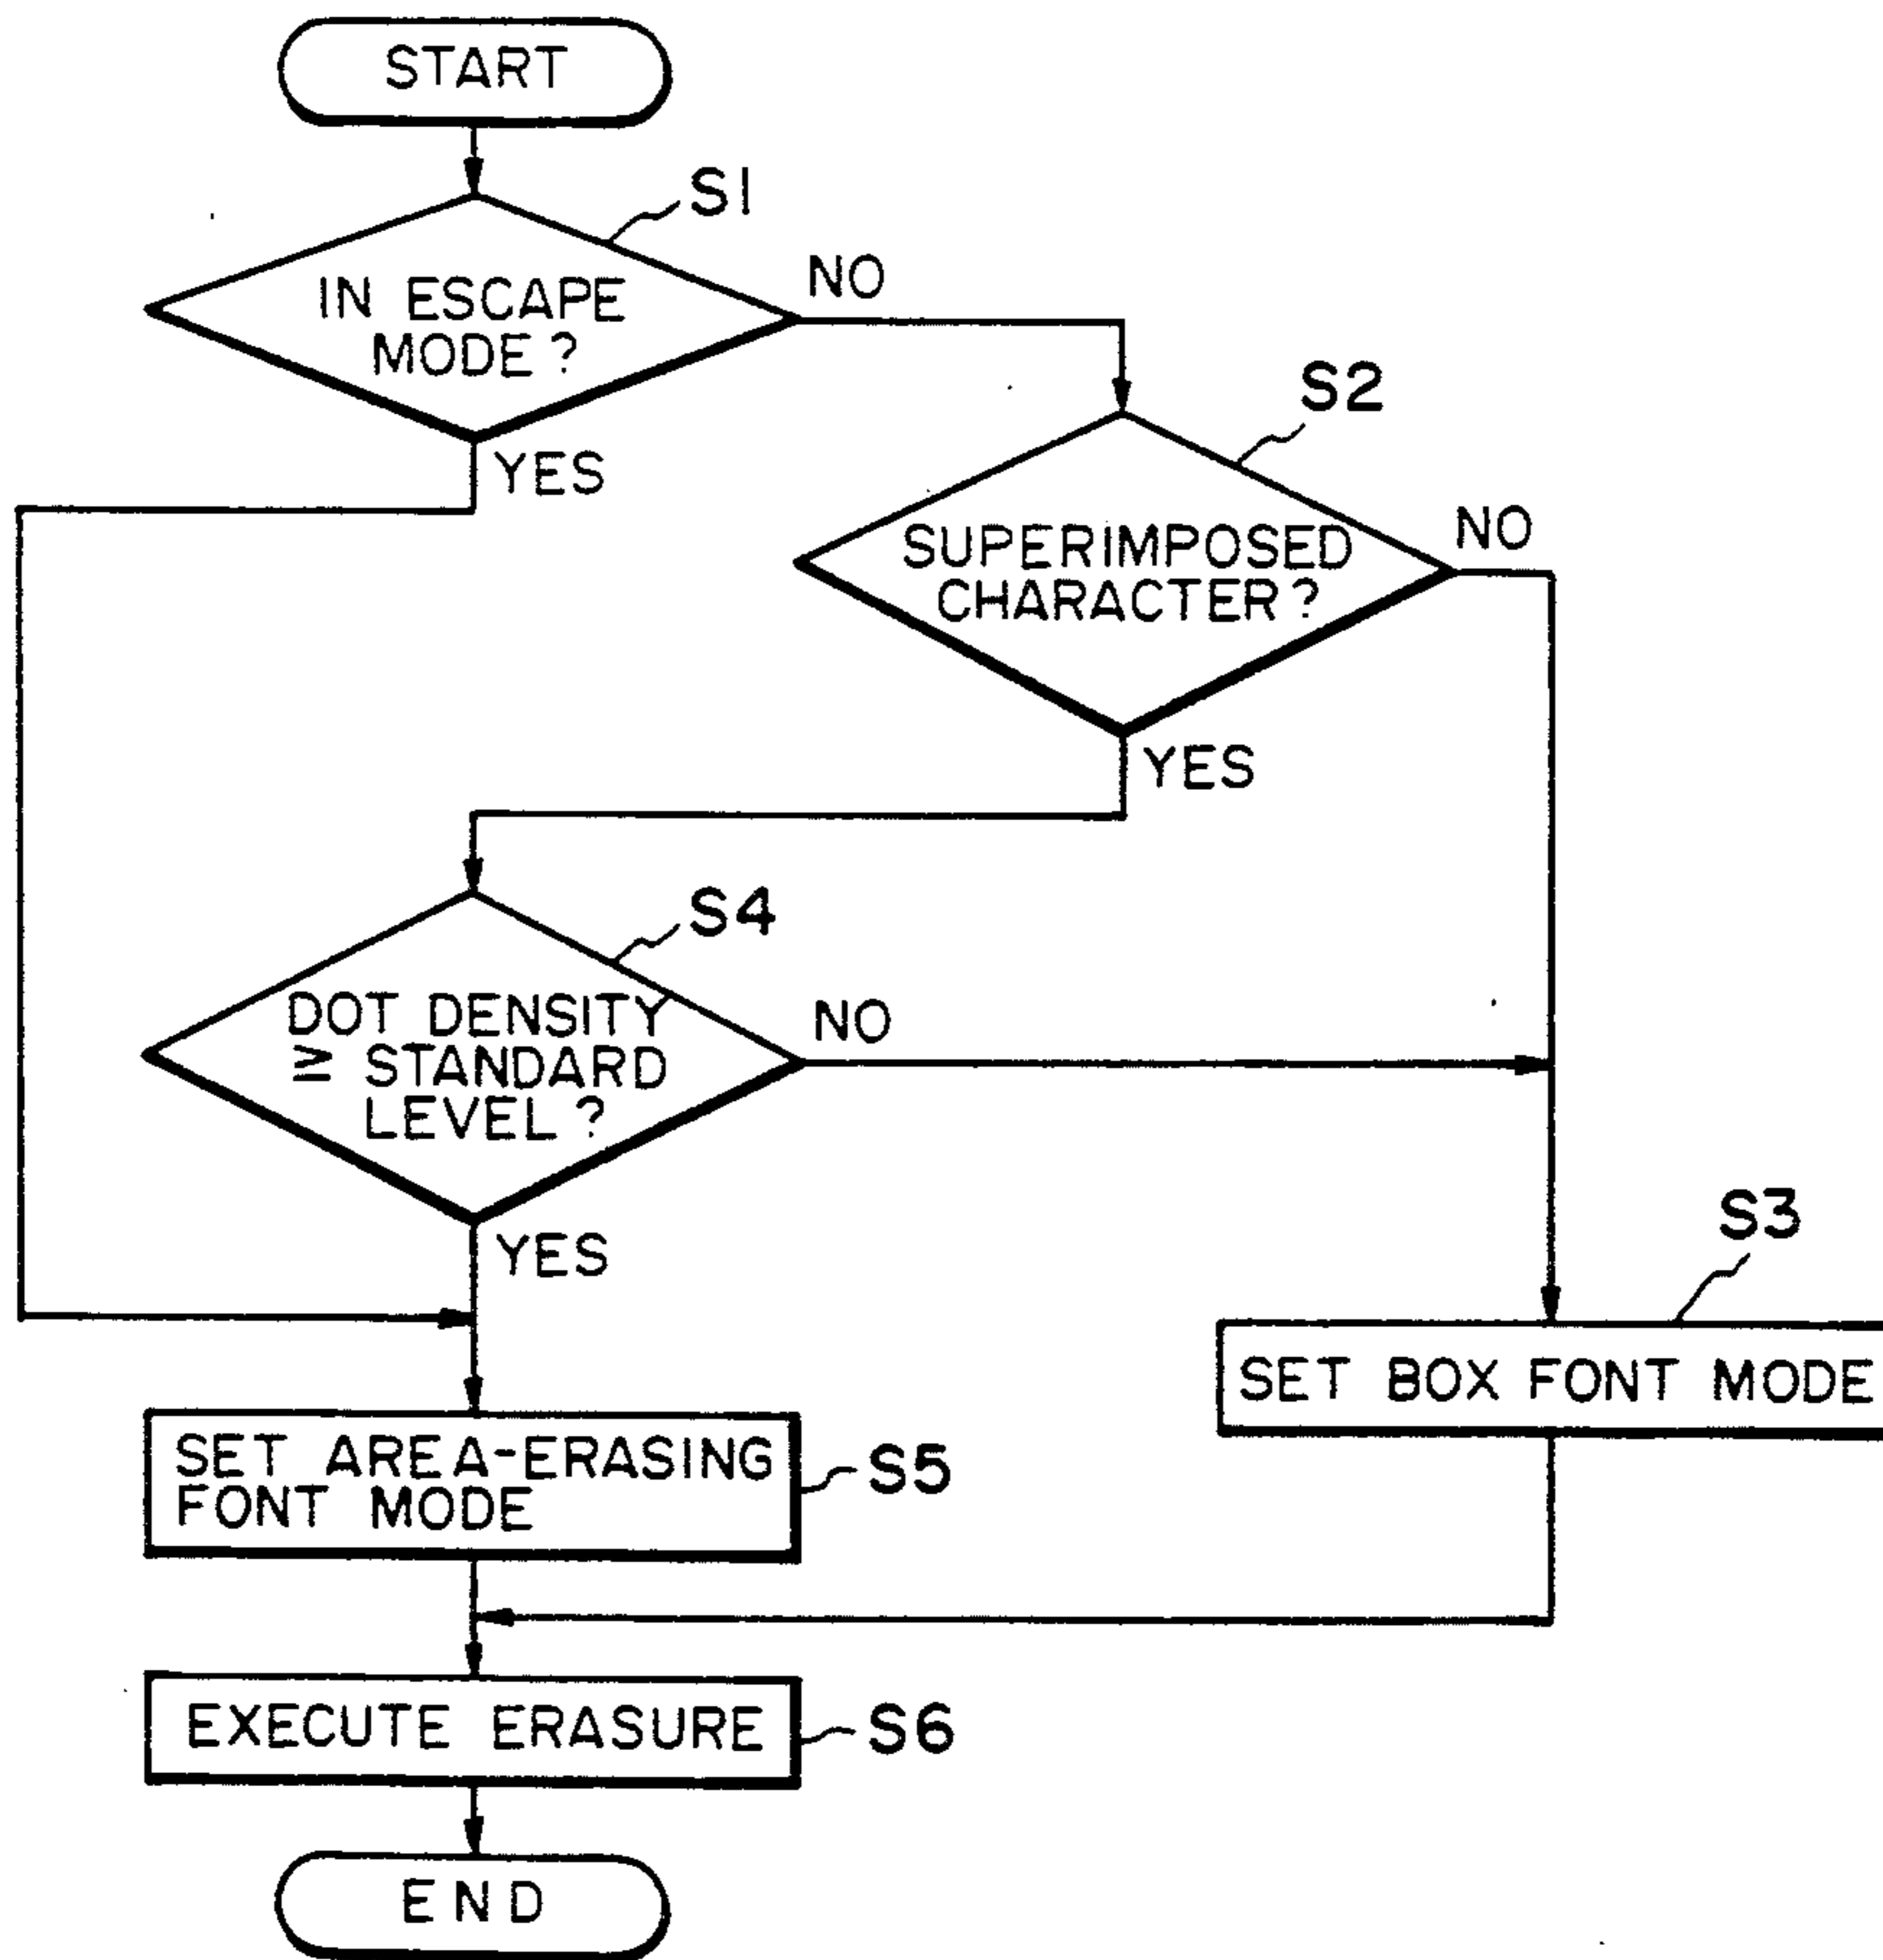 START
S1
IN ESCAPE
MODE ?
NO
YES
S2
SUPERIMPOSED
CHARACTER ?
NO
YES
S4
DOT DENSITY
≥ STANDARD
LEVEL ?
NO
YES
S3
SET BOX FONT MODE
SET AREA-ERASING
FONT MODE
S5
EXECUTE ERASURE
S6
END